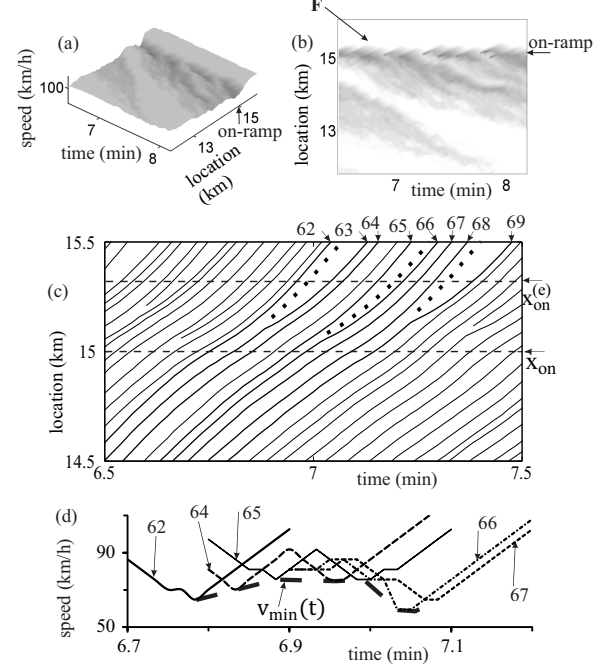 F
(a)
speed (km/h)
100
7
time (min)
8
13
15
on-ramp
location
(km)
(b)
location (km)
15
13
on-ramp
7
time (min)
8
(c)
location (km)
15.5
15
14.5
62
63
64
65
66
67
68
69
x_on^(e)
x_on
6.5
7
time (min)
7.5
(d)
speed (km/h)
90
50
62
64
65
66
67
v_min(t)
6.7
6.9
time (min)
7.1